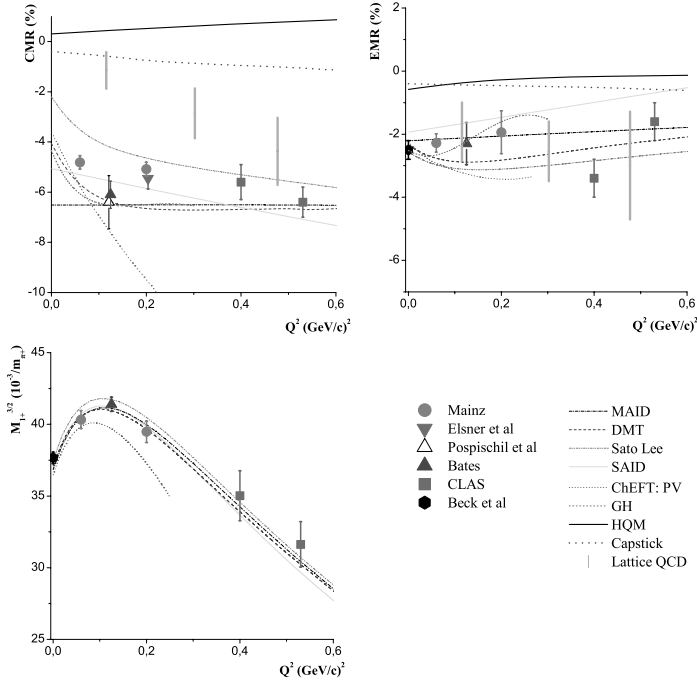 CMR (%)
0
-2
-4
-6
-8
-10
0,0 0,2 0,4 0,6
Q² (GeV/c)²
EMR (%)
2
0
-2
-4
-6
0,0 0,2 0,4 0,6
Q² (GeV/c)²
M₁₊³ᐟ² (10⁻³/mπ+)
45
40
35
30
25
0,0 0,2 0,4 0,6
Q² (GeV/c)²
Mainz
Elsner et al
Pospischil et al
Bates
CLAS
Beck et al
MAID
DMT
Sato Lee
SAID
ChEFT: PV
GH
HQM
Capstick
Lattice QCD